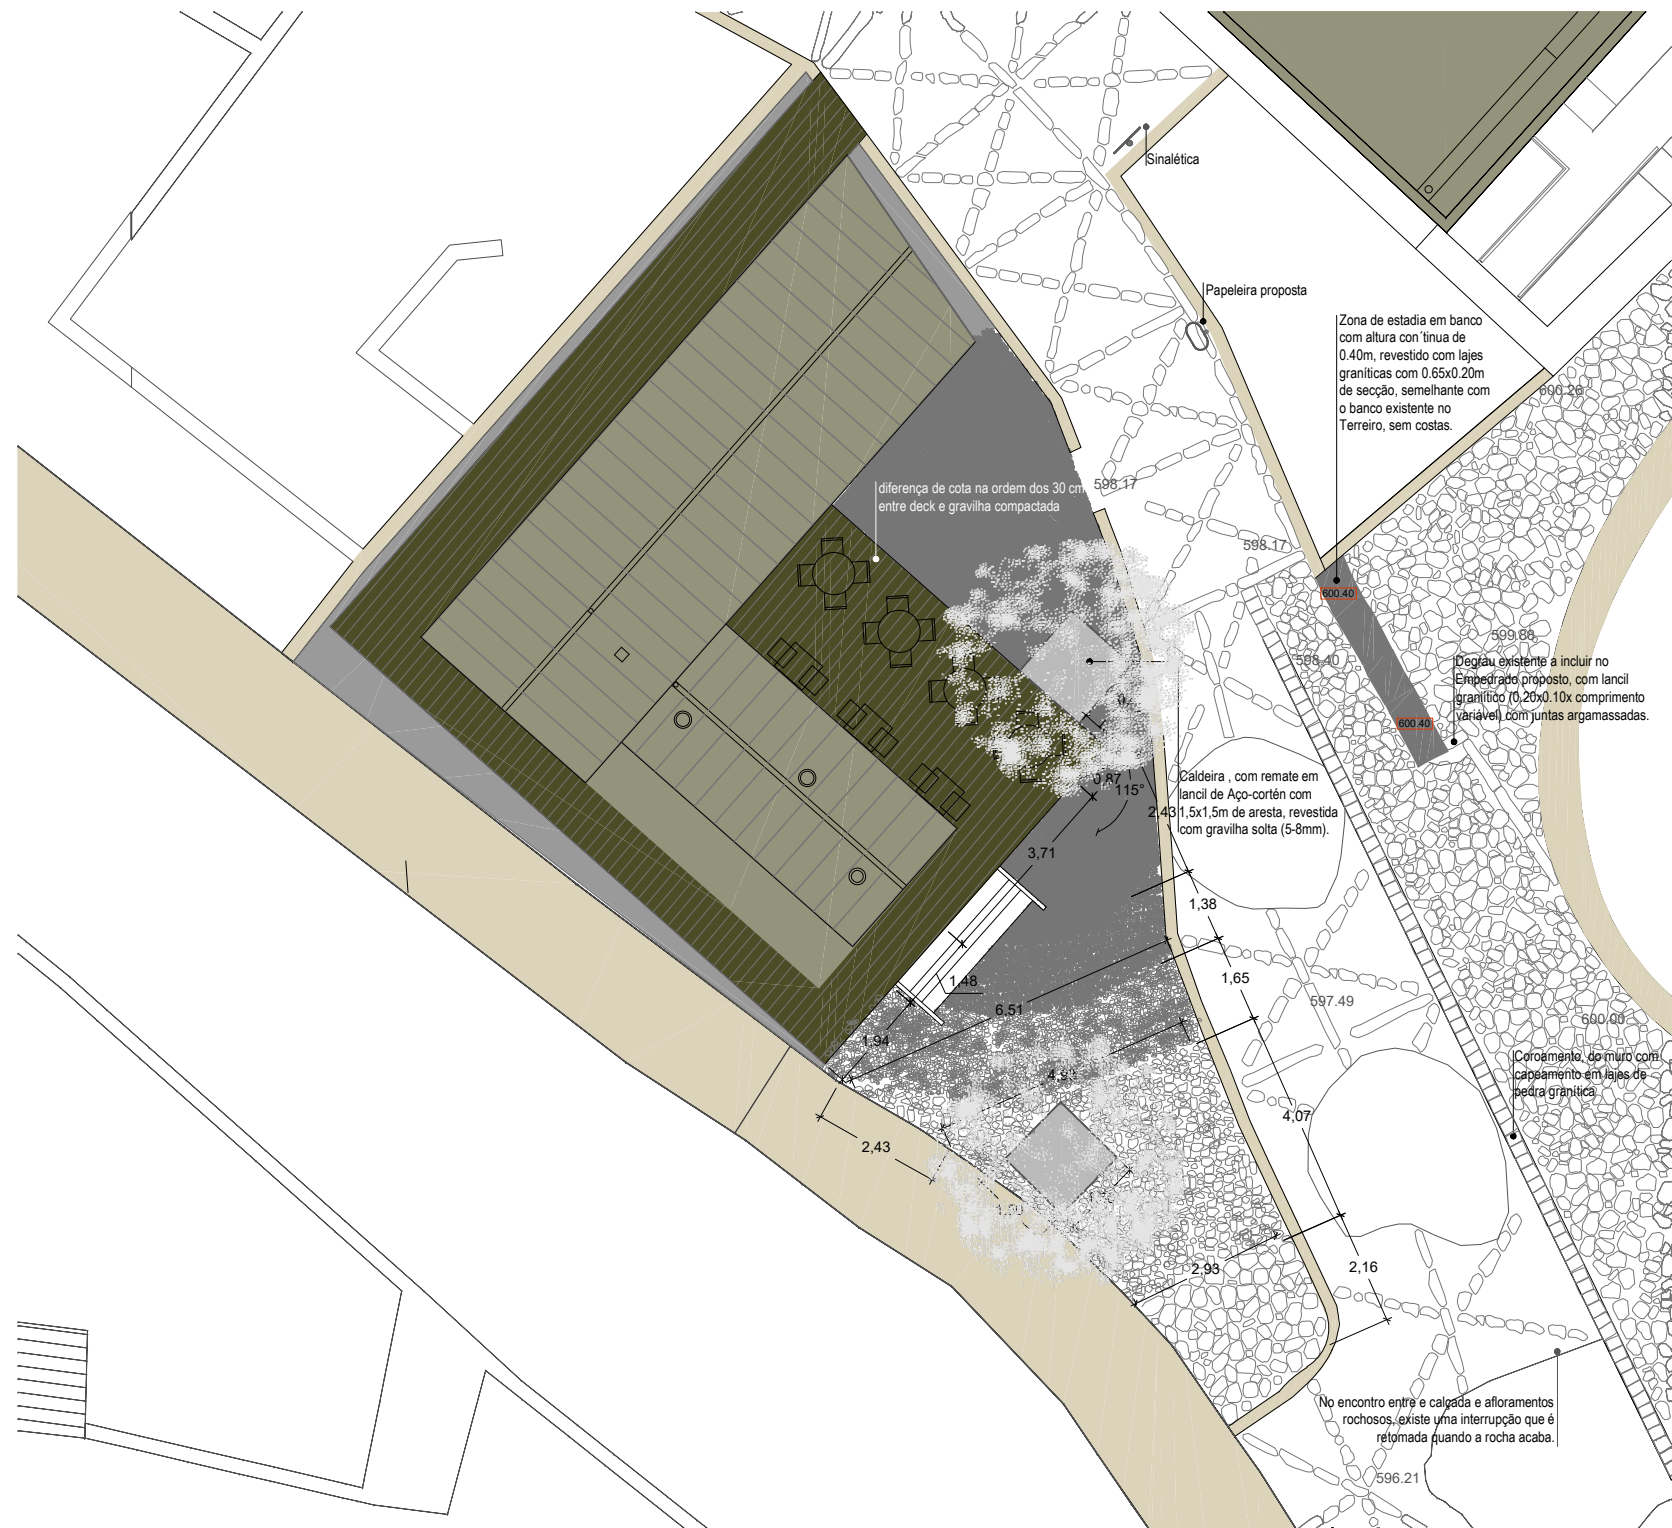 Sinalética
Papeleira proposta
Zona de estadia em banco
com altura con´tinua de
0.40m, revestido com lajes
graníticas com 0.65x0.20m
de secção, semelhante com
o banco existente no
Terreiro, sem costas.
600.26
diferença de cota na ordem dos 30 cm
entre deck e gravilha compactada
598.17
598.17
600.40
599.88
598.40
Degrau existente a incluir no
Empedrado proposto, com lancil
granítico (0.20x0.10x comprimento
variável) com juntas argamassadas.
600.40
Caldeira , com remate em
lancil de Aço-cortén com
1,5x1,5m de aresta, revestida
com gravilha solta (5-8mm).
0,87
115°
2,43
3,71
1,38
1,48
1,65
6,51
597.49
600.00
1,94
Coroamento, do muro com
capeamento em lajes de
pedra granítica
4,07
2,43
2,93
2,16
No encontro entre e calçada e afloramentos
rochosos, existe uma interrupção que é
retomada quando a rocha acaba.
596.21